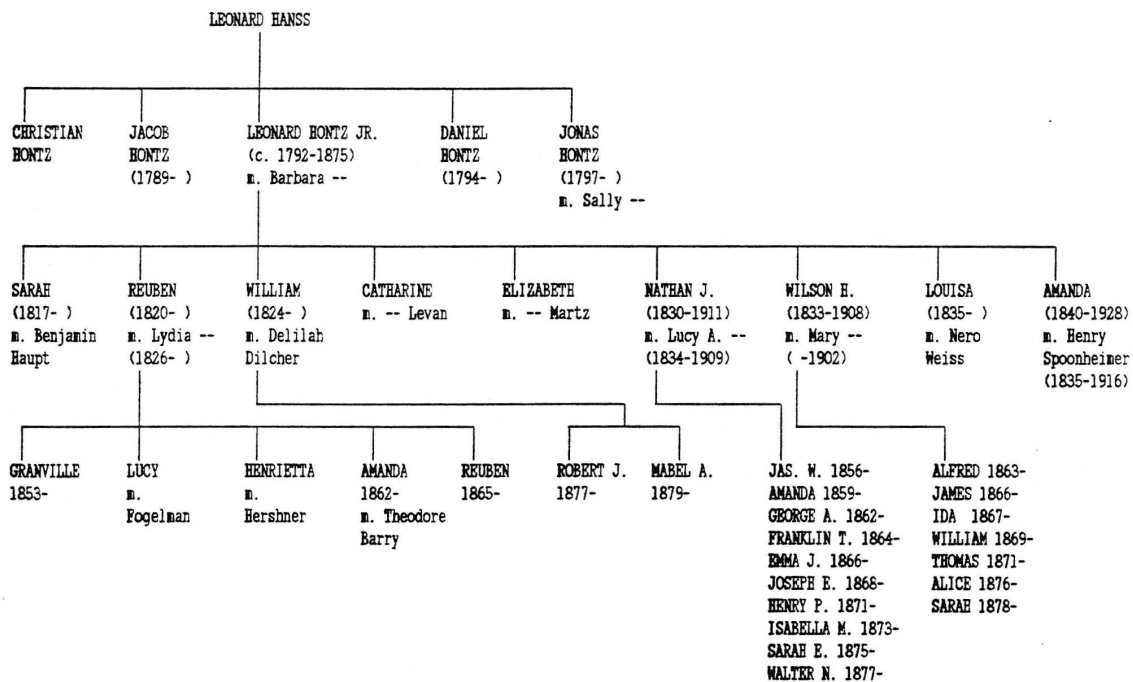 LEONARD HANSS
CHRISTIAN
HONTZ
JACOB
HONTZ
(1789- )
LEONARD HONTZ JR.
(c. 1792-1875)
m. Barbara --
DANIEL
HONTZ
(1794- )
JONAS
HONTZ
(1797- )
m. Sally --
SARAH
(1817- )
m. Benjamin
Haupt
REUBEN
(1820- )
m. Lydia --
(1826- )
WILLIAM
(1824- )
m. Delilah
Dilcher
CATHARINE
m. -- Levan
ELIZABETH
m. -- Martz
NATHAN J.
(1830-1911)
m. Lucy A. --
(1834-1909)
WILSON H.
(1833-1908)
m. Mary --
( -1902)
LOUISA
(1835- )
m. Nero
Weiss
AMANDA
(1840-1928)
m. Henry
Spoonheimer
(1835-1916)
GRANVILLE
1853-
LUCY
m.
Fogelman
HENRIETTA
m.
Hershner
AMANDA
1862-
m. Theodore
Barry
REUBEN
1865-
ROBERT J.
1877-
MABEL A.
1879-
JAS. W. 1856-
AMANDA 1859-
GEORGE A. 1862-
FRANKLIN T. 1864-
EMMA J. 1866-
JOSEPH E. 1868-
HENRY P. 1871-
ISABELLA M. 1873-
SARAH E. 1875-
WALTER N. 1877-
ALFRED 1863-
JAMES 1866-
IDA 1867-
WILLIAM 1869-
THOMAS 1871-
ALICE 1876-
SARAH 1878-